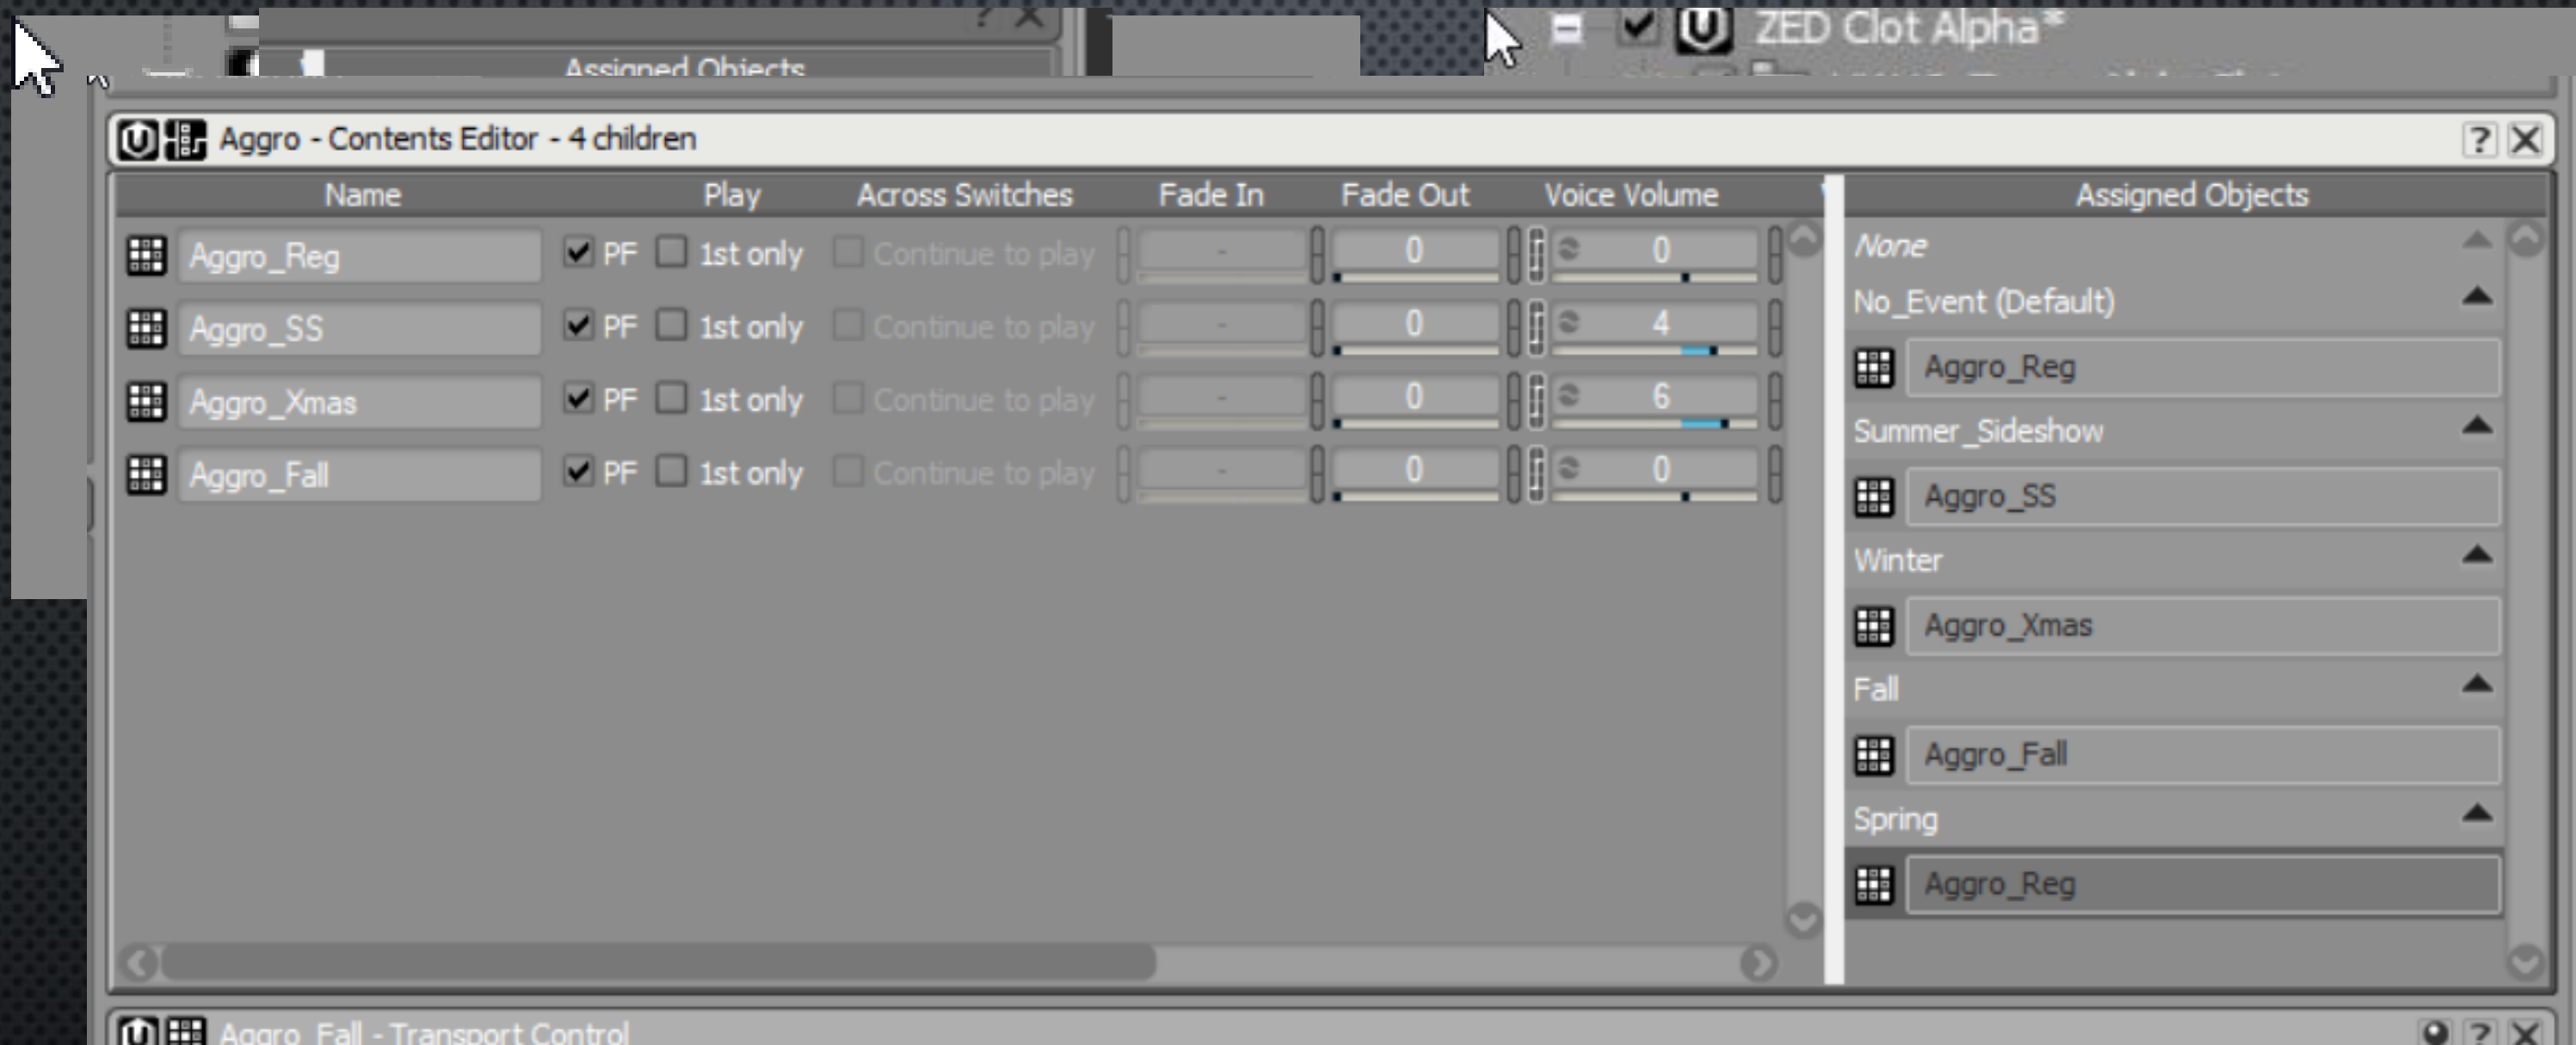 ? X
Assigned Objects
ZED Clot Alpha*
Aggro - Contents Editor - 4 children ? X
Name Play Across Switches Fade In Fade Out Voice Volume Assigned Objects
Aggro_Reg PF 1st only Continue to play - 0 0
Aggro_SS PF 1st only Continue to play - 0 4
Aggro_Xmas PF 1st only Continue to play - 0 6
Aggro_Fall PF 1st only Continue to play - 0 0
None
No_Event (Default)
Aggro_Reg
Summer_Sideshow
Aggro_SS
Winter
Aggro_Xmas
Fall
Aggro_Fall
Spring
Aggro_Reg
Aggro_Fall - Transport Control ? X